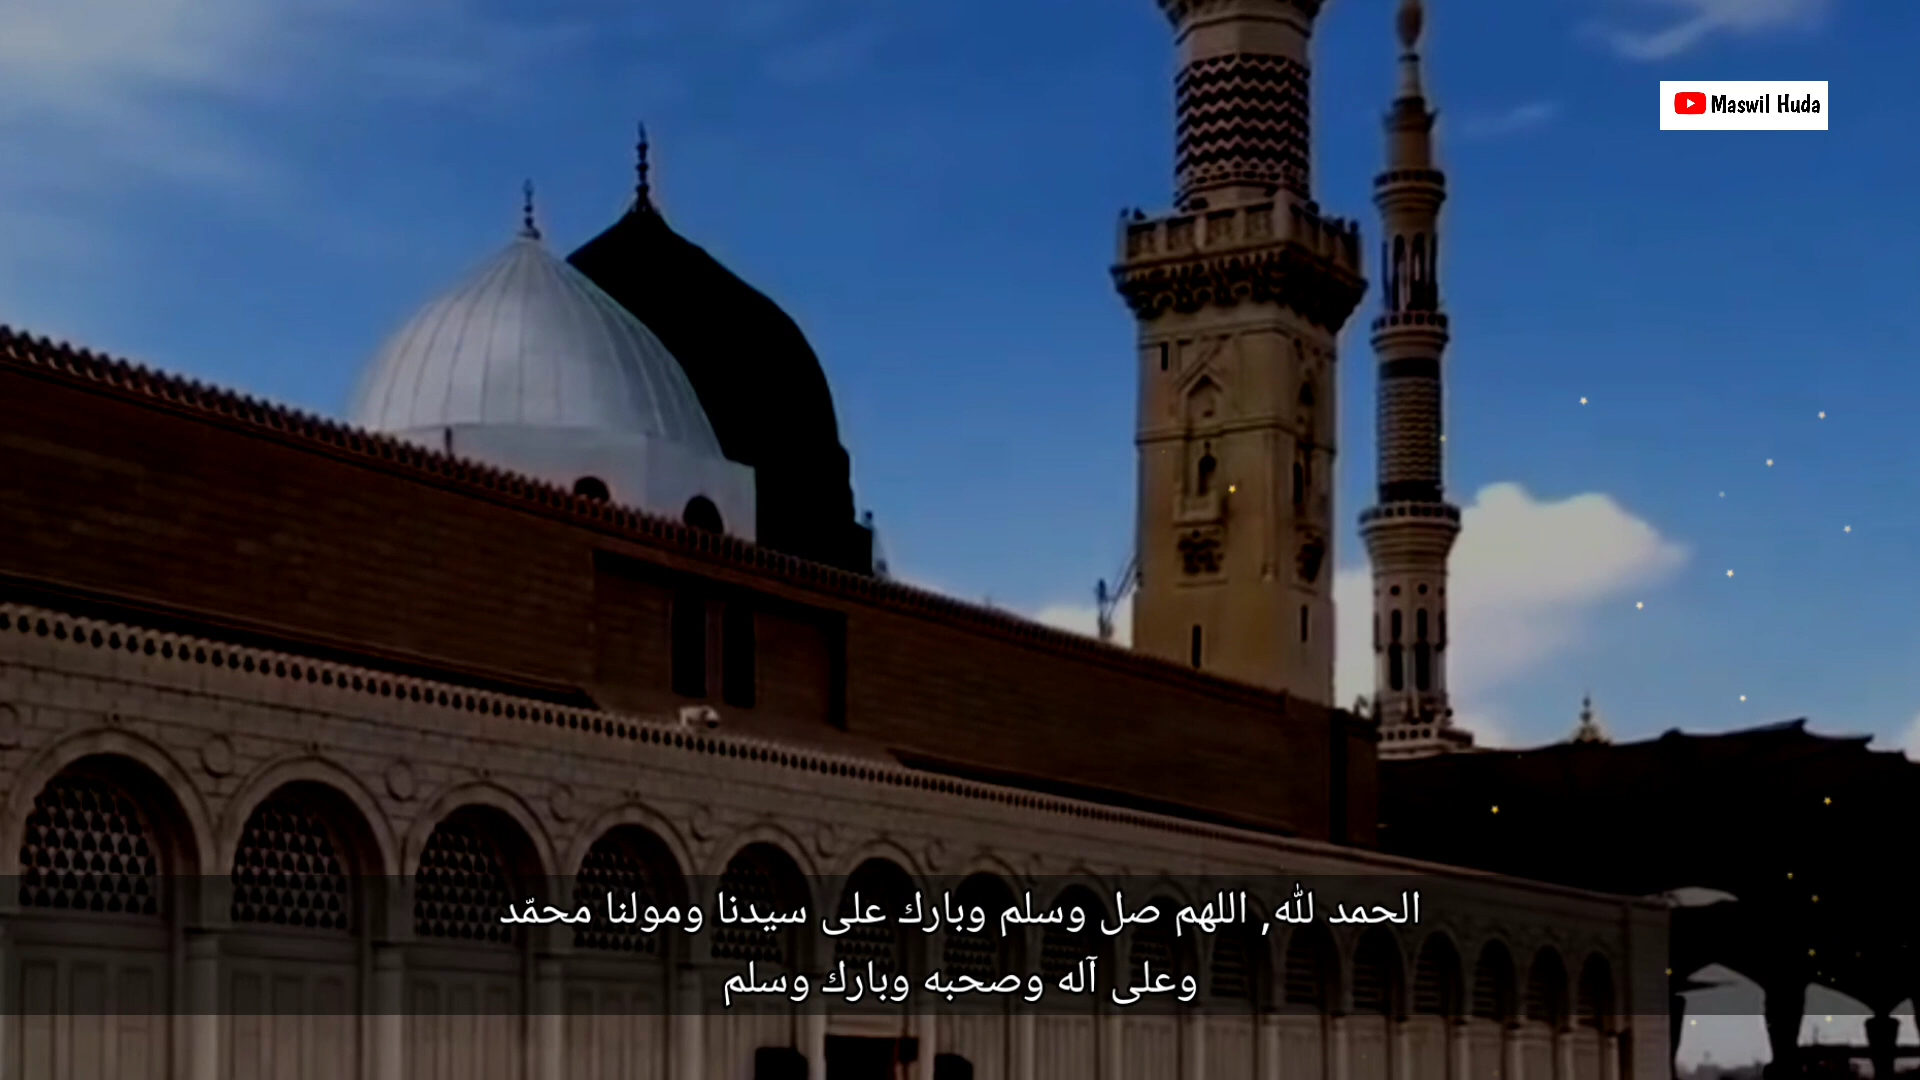 Maswil Huda
الحمد لله, اللهم صل وسلم وبارك على سيدنا ومولنا محمّد
وعلى آله وصحبه وبارك وسلم